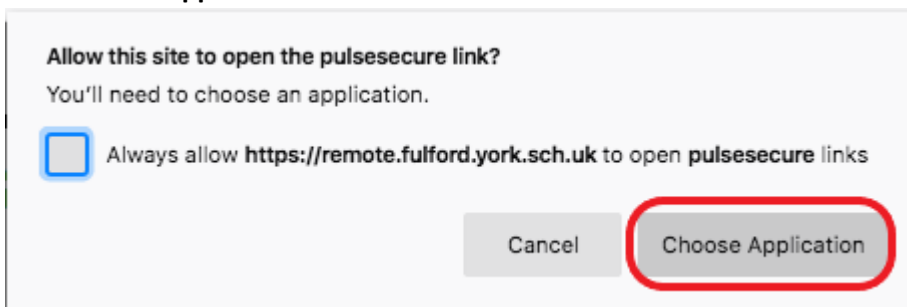 Allow this site to open the pulsesecure link?
You'll need to choose an application.
Always allow https://remote.fulford.york.sch.uk to open pulsesecure links
Cancel
Choose Application